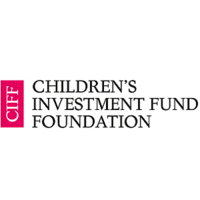 CIFF
CHILDREN'S
INVESTMENT FUND
FOUNDATION